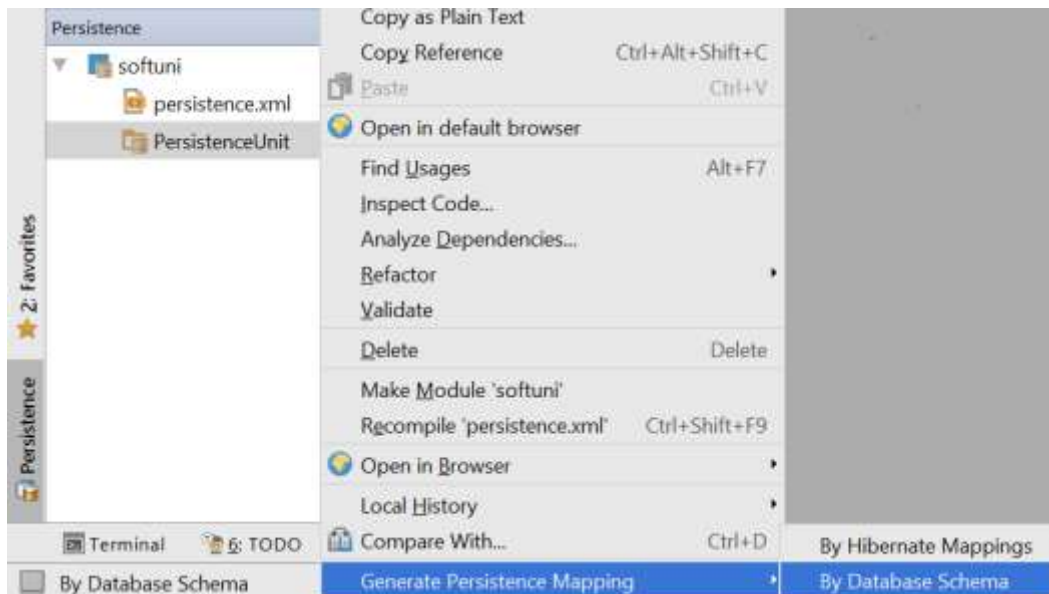 Persistence
softuni
persistence.xml
PersistenceUnit
2: Favorites
Persistence
Terminal
6: TODO
By Database Schema
Copy as Plain Text
Copy Reference Ctrl+Alt+Shift+C
Paste Ctrl+V
Open in default browser
Find Usages Alt+F7
Inspect Code...
Analyze Dependencies...
Refactor
Validate
Delete Delete
Make Module 'softuni'
Recompile 'persistence.xml' Ctrl+Shift+F9
Open in Browser
Local History
Compare With... Ctrl+D
Generate Persistence Mapping
By Hibernate Mappings
By Database Schema